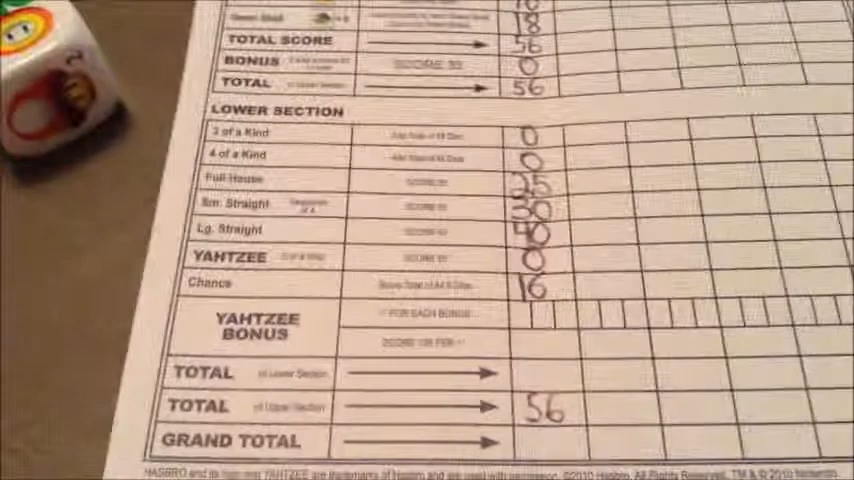 18
TOTAL SCORE 56
BONUS SCORE 35 0
TOTAL of Upper Section 56
LOWER SECTION
3 of a Kind Add Total of All Dice 0
4 of a Kind Add Total of All Dice 0
Full House SCORE 25 25
Sm. Straight Sequence of 4 SCORE 30 30
Lg. Straight SCORE 40 40
YAHTZEE 5 of a Kind SCORE 50 0
Chance Score Total of All 5 Dice 16
YAHTZEE BONUS FOR EACH BONUS
SCORE 100 PER
TOTAL of Lower Section
TOTAL of Upper Section 56
GRAND TOTAL
HASBRO and its logo and YAHTZEE are trademarks of Hasbro and are used with permission. ©2010 Hasbro. All Rights Reserved. TM & © 2010 Nintendo.
2